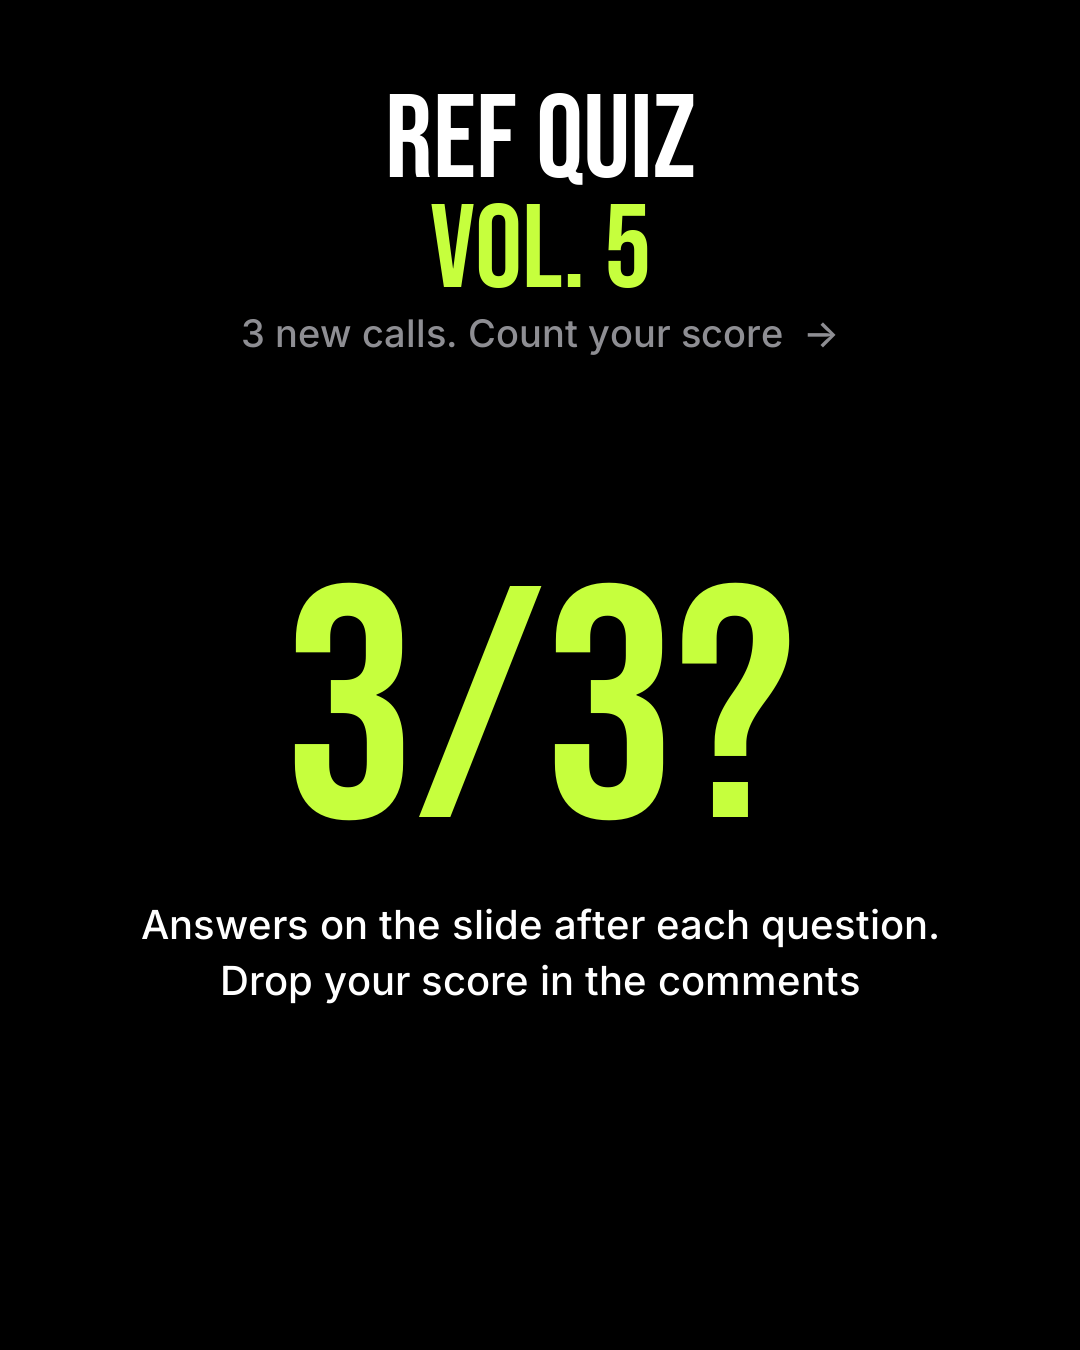 REF QUIZ
VOL. 5
3 new calls. Count your score →
3/3?
Answers on the slide after each question.
Drop your score in the comments